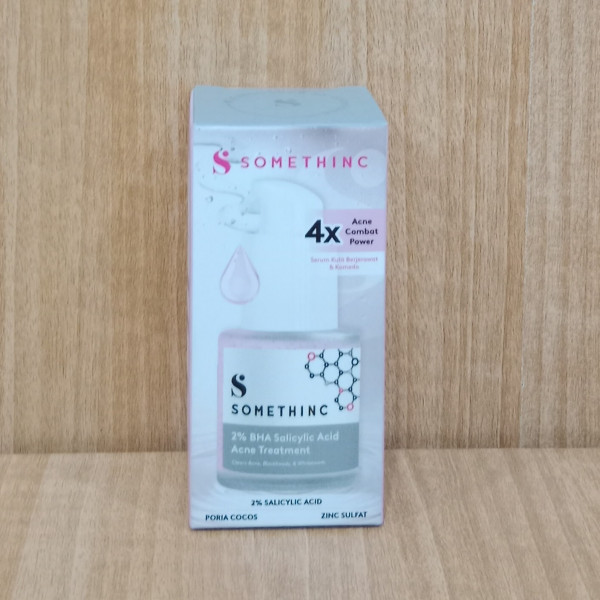 SOMETHINC
4x
Acne
Combat
Power
Serum Kulit Berjerawat
& Komedo
SOMETHINC
2% BHA Salicylic Acid
Acne Treatment
2% SALICYLIC ACID
PORIA COCOS
ZINC SULFAT